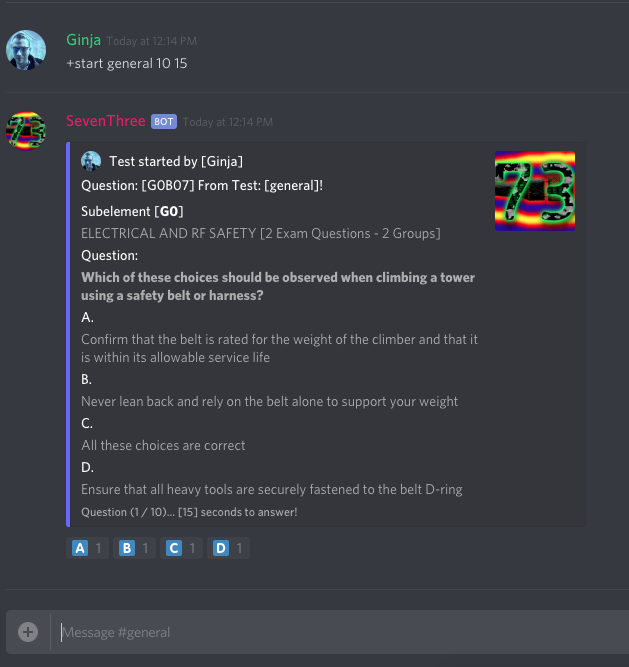 Ginja Today at 12:14 PM
+start general 10 15
SevenThree BOT Today at 12:14 PM
Test started by [Ginja]
73
Question: [G0B07] From Test: [general]!
Subelement [G0]
ELECTRICAL AND RF SAFETY [2 Exam Questions - 2 Groups]
Question:
Which of these choices should be observed when climbing a tower
using a safety belt or harness?
A.
Confirm that the belt is rated for the weight of the climber and that it
is within its allowable service life
B.
Never lean back and rely on the belt alone to support your weight
C.
All these choices are correct
D.
Ensure that all heavy tools are securely fastened to the belt D-ring
Question (1 / 10)... [15] seconds to answer!
A 1 B 1 C 1 D 1
Message #general